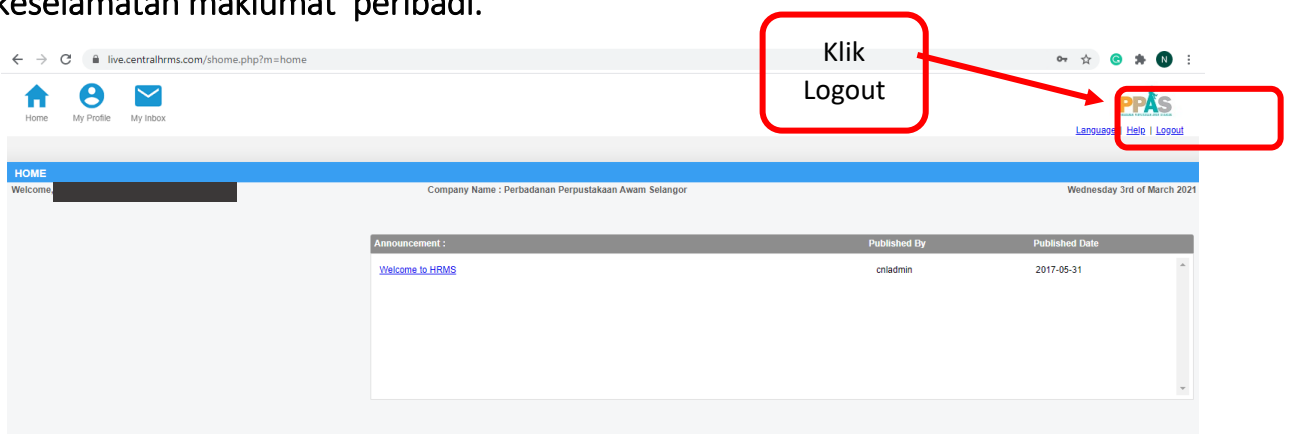 keselamatan maklumat peribadi.
Klik
Logout
live.centralhrms.com/shome.php?m=home
N
Home
My Profile
My Inbox
PPAS
Language | Help | Logout
HOME
Welcome,
Company Name : Perbadanan Perpustakaan Awam Selangor
Wednesday 3rd of March 2021
Announcement :
Published By
Published Date
Welcome to HRMS
cnladmin
2017-05-31